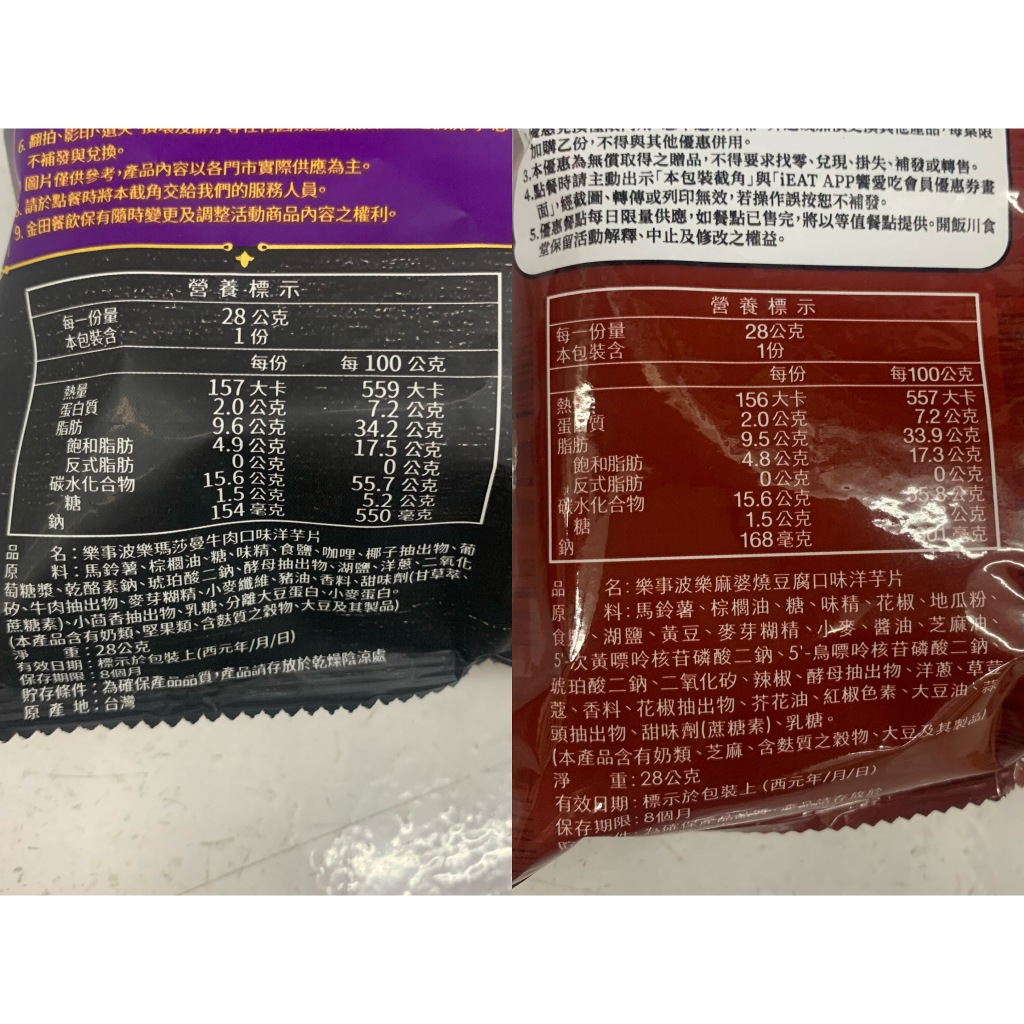 6. 翻拍、影印、遺失、
不補發與兌換。
圖片僅供參考，產品內容以各門市實際供應為主。
8. 請於點餐時將本截角交給我們的服務人員。
9. 金田餐飲保有隨時變更及調整活動商品內容之權利。
營養標示
每一份量 28 公克
本包裝含 1 份
每份 每 100 公克
熱量 157 大卡 559 大卡
蛋白質 2.0 公克 7.2 公克
脂肪 9.6 公克 34.2 公克
飽和脂肪 4.9 公克 17.5 公克
反式脂肪 0 公克 0 公克
碳水化合物 15.6 公克 55.7 公克
糖 1.5 公克 5.2 公克
鈉 154 毫克 550 毫克
品 名：樂事波樂瑪莎曼牛肉口味洋芋片
原 料：馬鈴薯、棕櫚油、糖、味精、食鹽、咖哩、椰子抽出物、葡
萄糖漿、乾酪素鈉、琥珀酸二鈉、酵母抽出物、湖鹽、洋蔥、二氧化
矽、牛肉抽出物、麥芽糊精、小麥纖維、豬油、香料、甜味劑(甘草萃、
蔗糖素)、小茴香抽出物、乳糖、分離大豆蛋白、小麥蛋白。
(本產品含有奶類、堅果類、含麩質之穀物、大豆及其製品)
淨 重：28公克
有效日期：標示於包裝上(西元年/月/日)
保存期限：8個月
貯存條件：為確保產品品質，產品請存放於乾燥陰涼處
原 產 地：台灣
加購乙份，不得與其他優惠併用。
3.本優惠為無償取得之贈品，不得要求找零、兌現、掛失、補發或轉售。
4.點餐時請主動出示「本包裝截角」與「iEAT APP饗愛吃會員優惠券畫
面」，經截圖、轉傳或列印無效，若操作誤按恕不補發。
5.優惠餐點每日限量供應，如餐點已售完，將以等值餐點提供。開飯川食
堂保留活動解釋、中止及修改之權益。
營養標示
每一份量 28公克
本包裝含 1份
每份 每100公克
熱 156大卡 557大卡
蛋 質 2.0公克 7.2公克
脂肪 9.5公克 33.9公克
飽和脂肪 4.8公克 17.3公克
反式脂肪 0公克 0公克
碳水化合物 15.6公克 55.8公克
糖 1.5公克 公克
鈉 168毫克 毫克
品 名：樂事波樂麻婆燒豆腐口味洋芋片
原 料：馬鈴薯、棕櫚油、糖、味精、花椒、地瓜粉、
食 、湖鹽、黃豆、麥芽糊精、小麥、醬油、芝麻油、
5'-次黃嘌呤核苷磷酸二鈉、5'-鳥嘌呤核苷磷酸二鈉、
琥珀酸二鈉、二氧化矽、辣椒、酵母抽出物、洋蔥、草荳
蔻、香料、花椒抽出物、芥花油、紅椒色素、大豆油、蒜
頭抽出物、甜味劑(蔗糖素)、乳糖。
(本產品含有奶類、芝麻、含麩質之穀物、大豆及其製品)
淨 重：28公克
有效日期：標示於包裝上(西元年/月/日)
保存期限：8個月